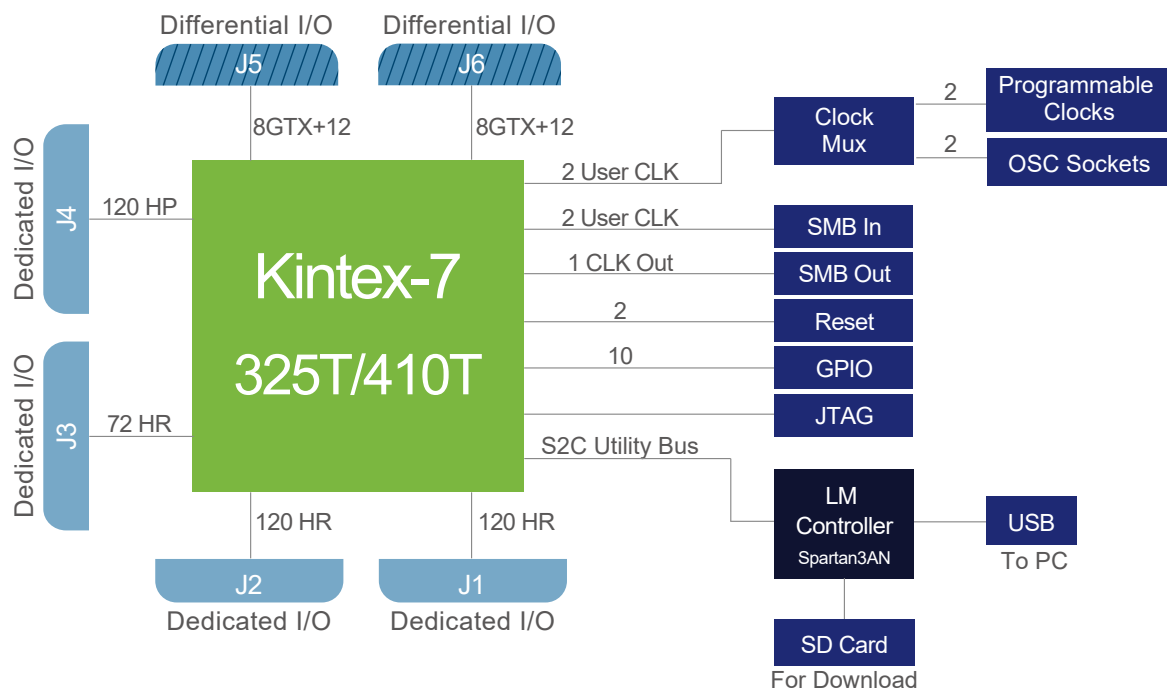 Differential I/O
Differential I/O
J5
J6
8GTX+12
8GTX+12
Dedicated I/O
J4
120 HP
Dedicated I/O
J3
72 HR
Kintex-7
325T/410T
2 User CLK
Clock
Mux
2
Programmable
Clocks
2
OSC Sockets
2 User CLK
SMB In
1 CLK Out
SMB Out
2
Reset
10
GPIO
JTAG
S2C Utility Bus
LM
Controller
Spartan3AN
USB
To PC
SD Card
For Download
120 HR
120 HR
J2
J1
Dedicated I/O
Dedicated I/O